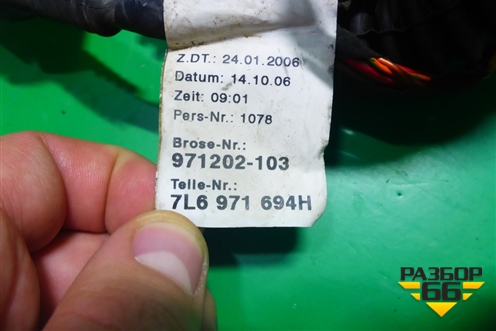 Z.DT.: 24.01.2006
Datum: 14.10.06
Zeit: 09:01
Pers-Nr.: 1078
Brose-Nr.:
971202-103
Teile-Nr.:
7L6 971 694H
РАЗБОР
66